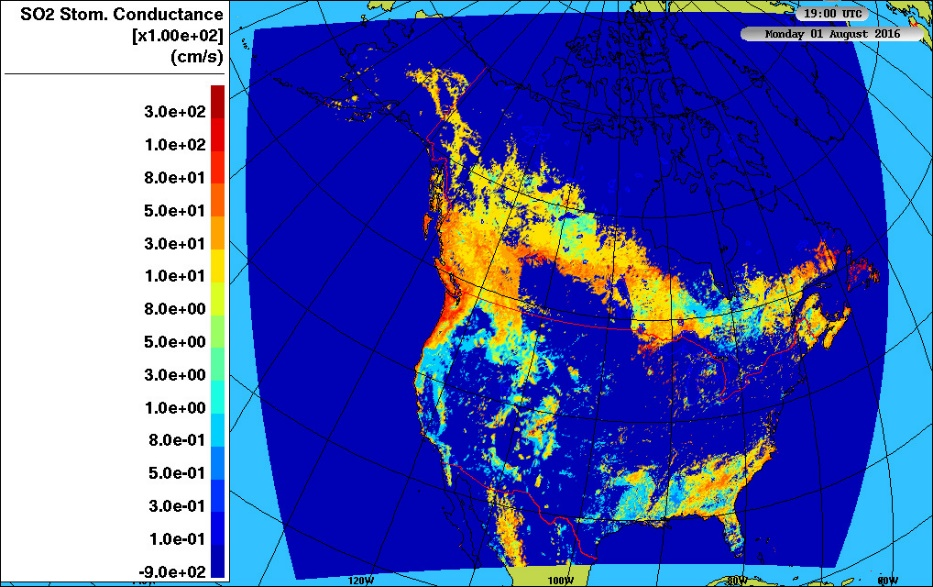 SO2 Stom. Conductance
[x1.00e+02]
(cm/s)
3.0e+02
1.0e+02
8.0e+01
5.0e+01
3.0e+01
1.0e+01
8.0e+00
5.0e+00
3.0e+00
1.0e+00
8.0e-01
5.0e-01
3.0e-01
1.0e-01
-9.0e+02
19:00 UTC
Monday 01 August 2016
120W
100W
80W
60W